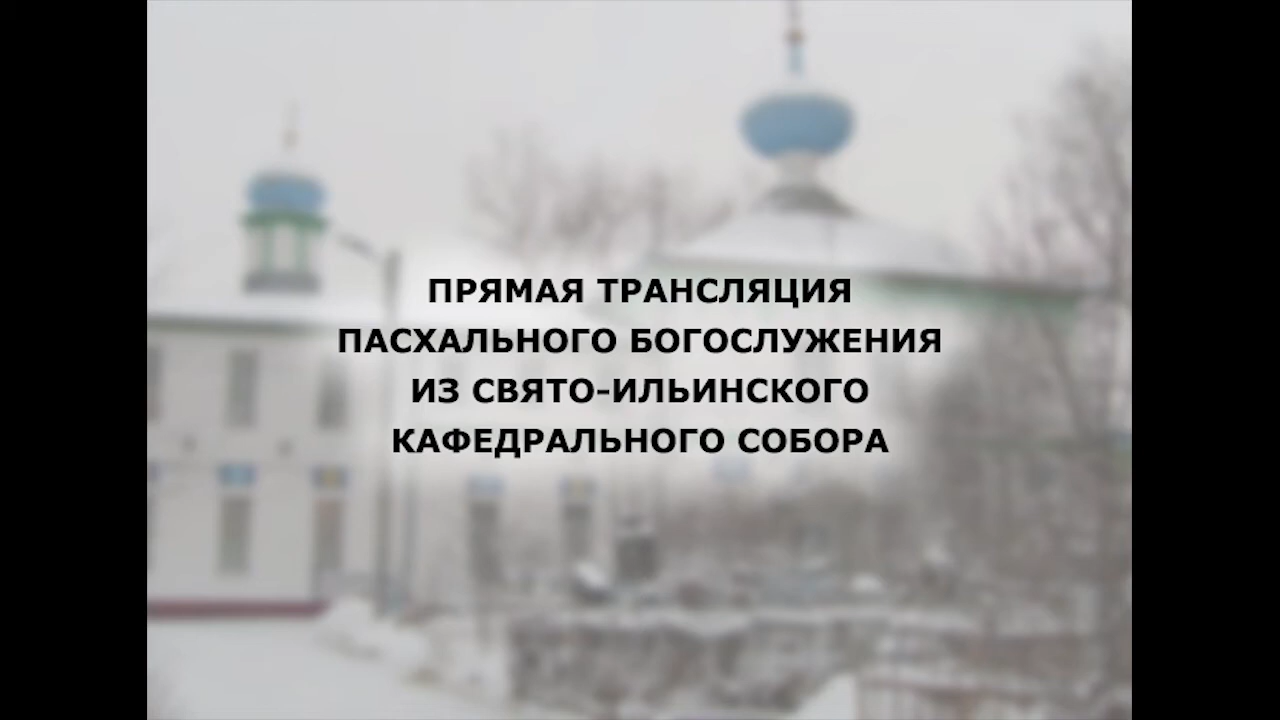 ПРЯМАЯ ТРАНСЛЯЦИЯ
ПАСХАЛЬНОГО БОГОСЛУЖЕНИЯ
ИЗ СВЯТО-ИЛЬИНСКОГО
КАФЕДРАЛЬНОГО СОБОРА